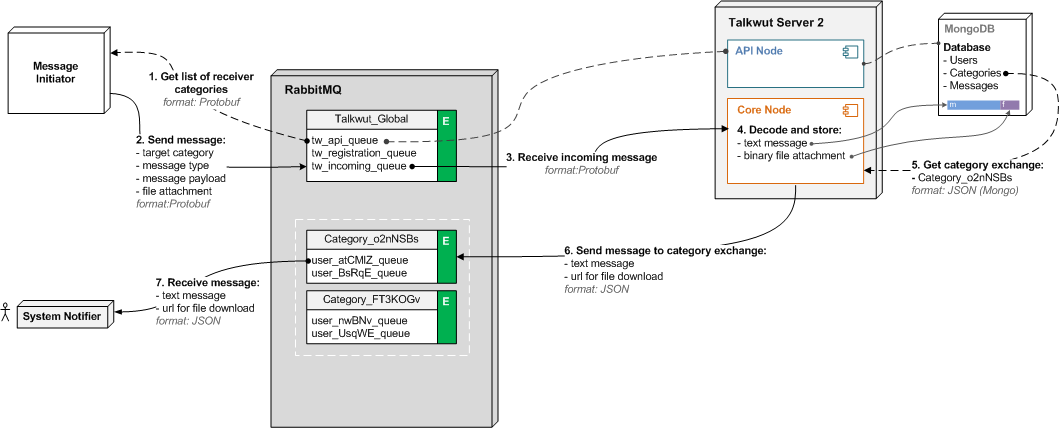 Message
Initiator
1. Get list of receiver
categories
format: Protobuf
2. Send message:
- target category
- message type
- message payload
- file attachment
format:Protobuf
RabbitMQ
Talkwut_Global
E
tw_api_queue
tw_registration_queue
tw_incoming_queue
3. Receive incoming message
format:Protobuf
Talkwut Server 2
API Node
Core Node
4. Decode and store:
- text message
- binary file attachment
MongoDB
Database
- Users
- Categories
- Messages
m
f
5. Get category exchange:
- Category_o2nNSBs
format: JSON (Mongo)
6. Send message to category exchange:
- text message
- url for file download
format: JSON
Category_o2nNSBs
E
user_atCMlZ_queue
user_BsRqE_queue
Category_FT3KOGv
E
user_nwBNv_queue
user_UsqWE_queue
7. Receive message:
- text message
- url for file download
format: JSON
System Notifier